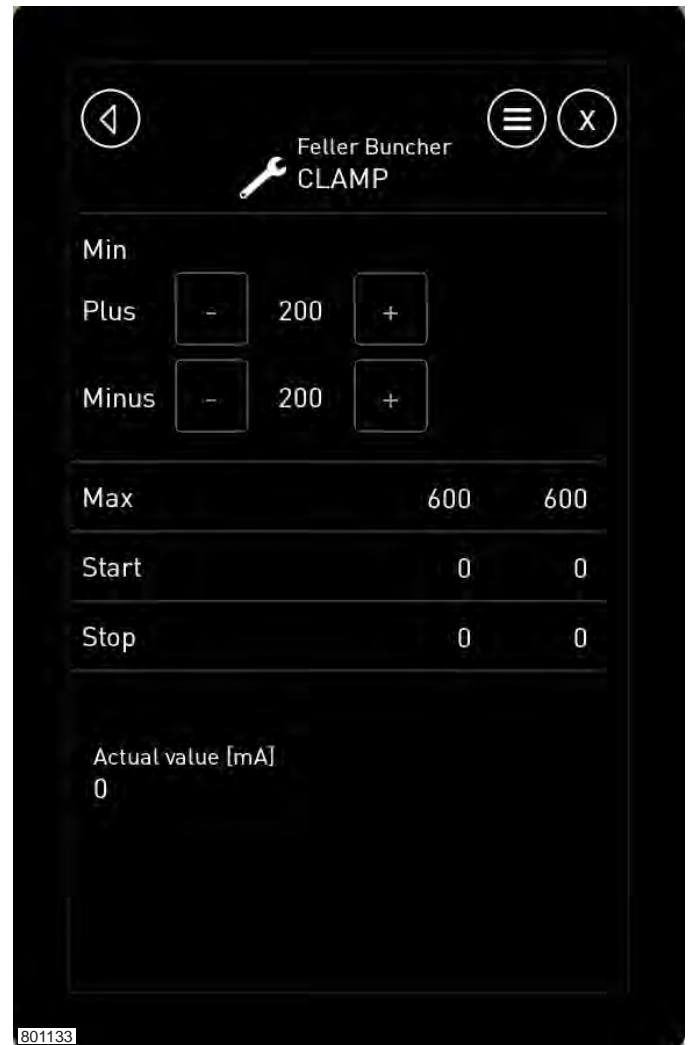 Feller Buncher
CLAMP
X
Min
Plus - 200 +
Minus - 200 +
Max 600 600
Start 0 0
Stop 0 0
Actual value [mA]
0
801133